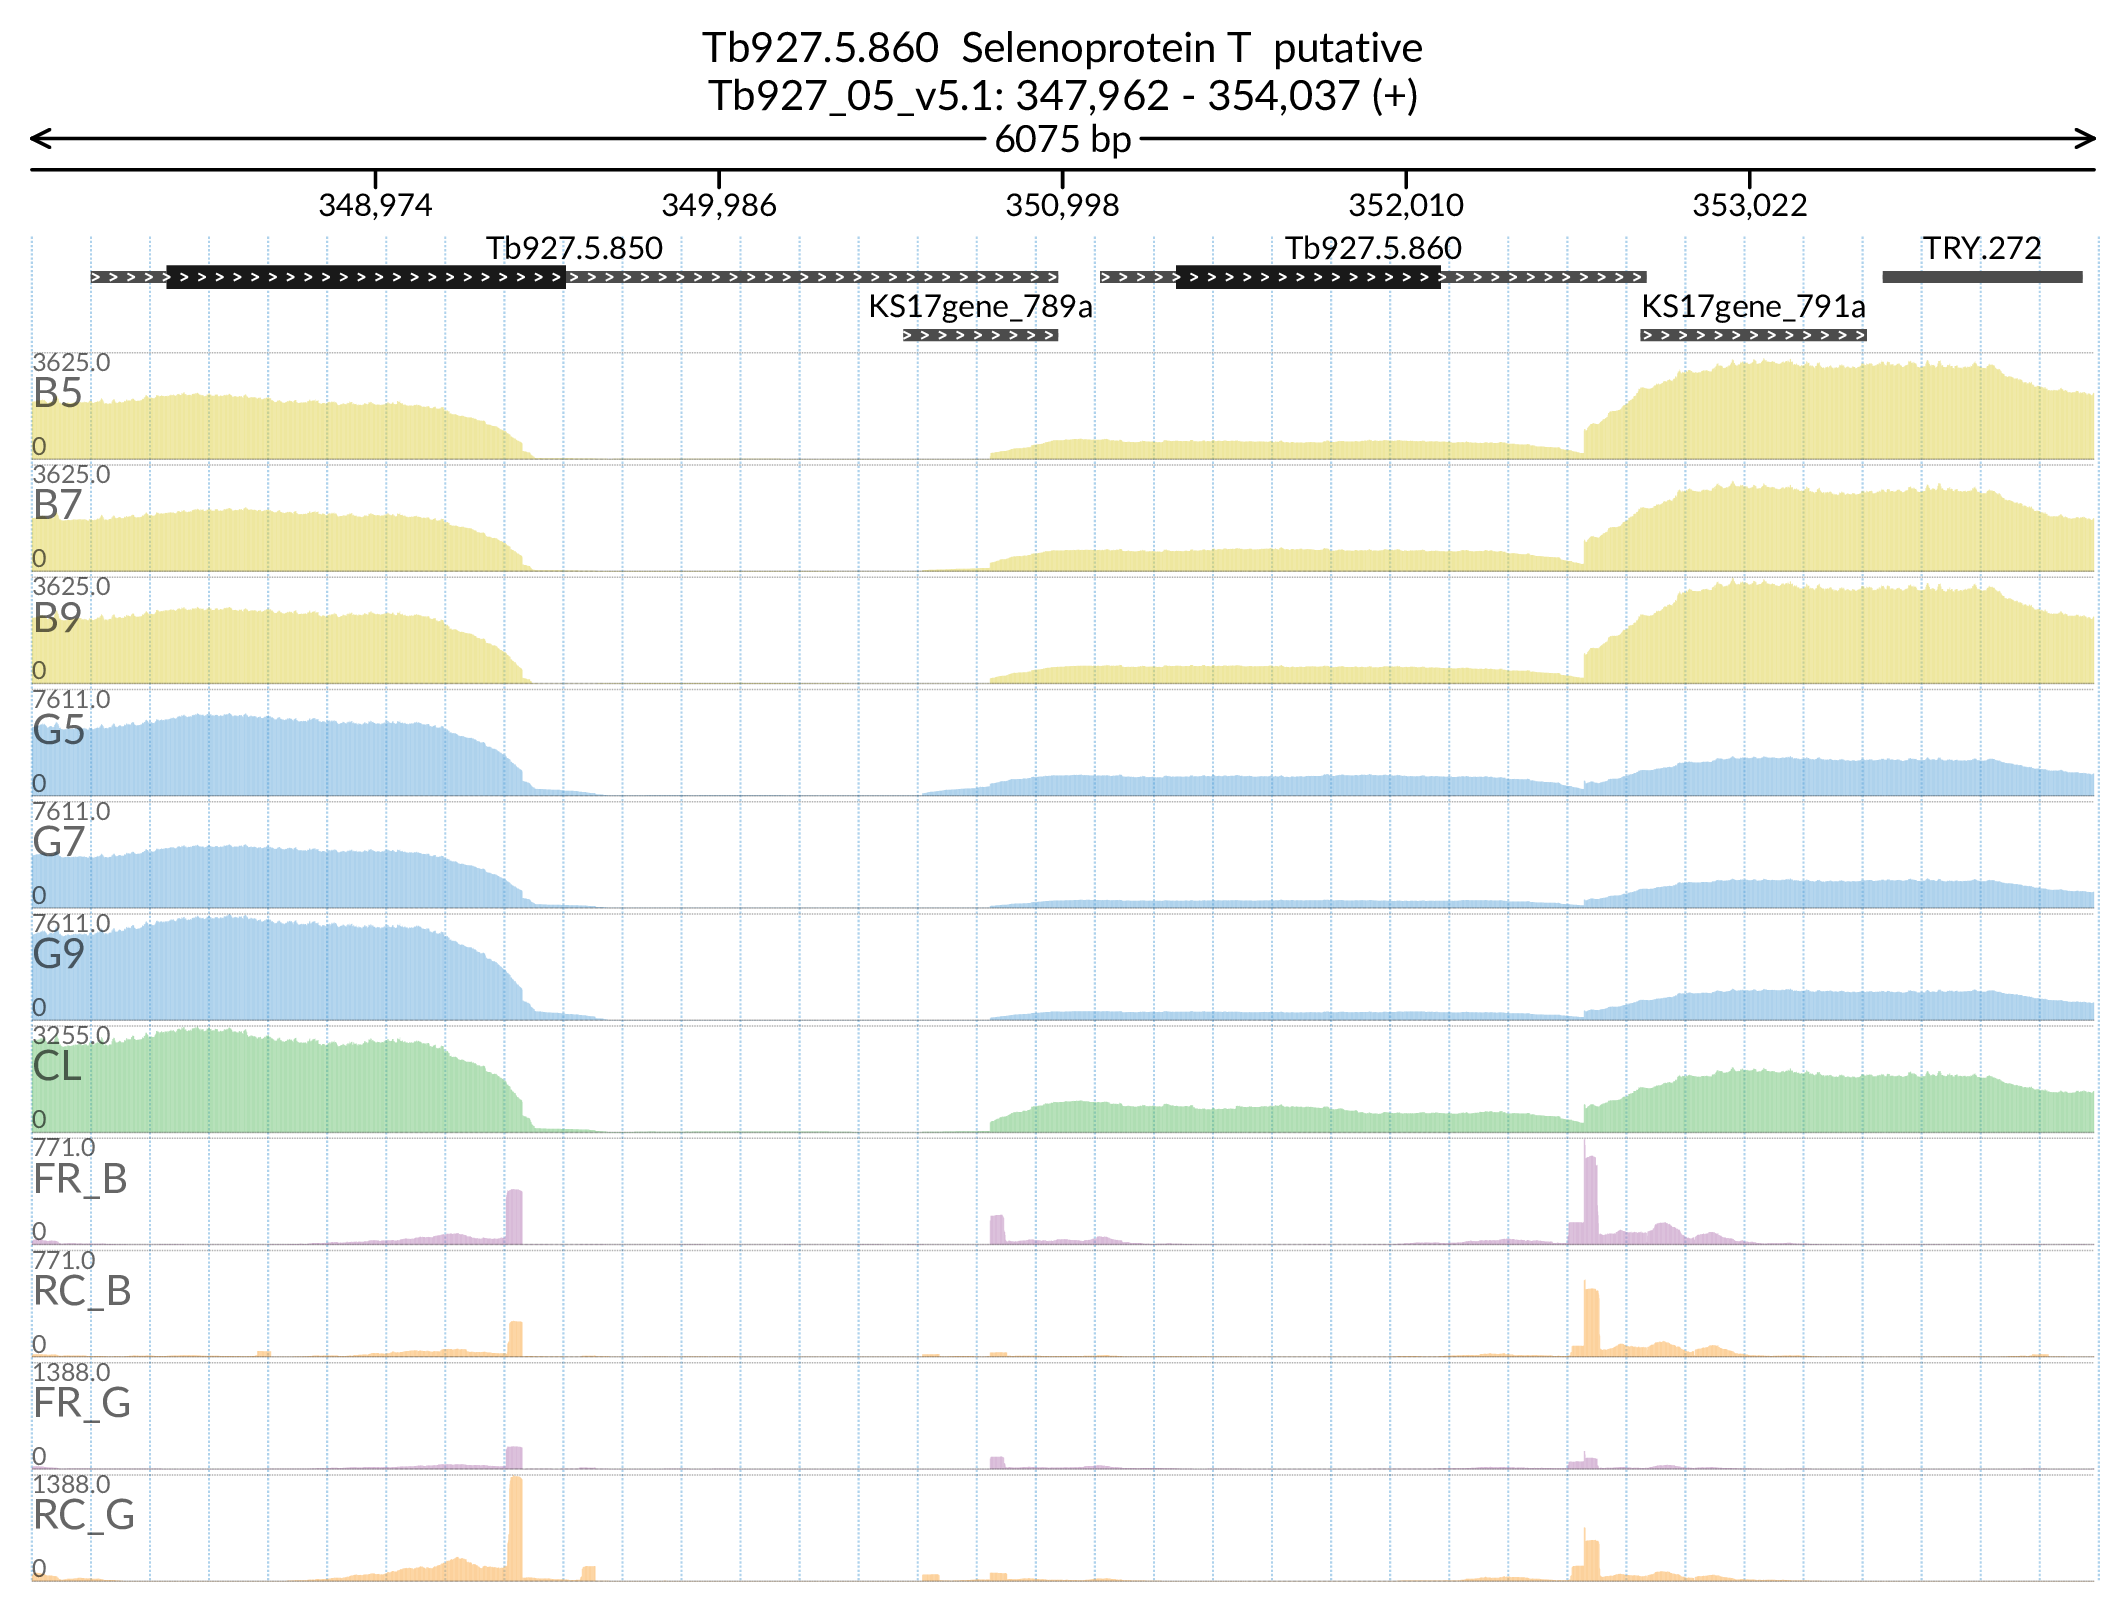 Tb927.5.860 Selenoprotein T putative
Tb927_05_v5.1: 347,962 - 354,037 (+)
6075 bp
348,974 349,986 350,998 352,010 353,022
Tb927.5.850 Tb927.5.860 TRY.272
KS17gene_789a KS17gene_791a
3625.0
B5
0
3625.0
B7
0
3625.0
B9
0
7611.0
G5
0
7611.0
G7
0
7611.0
G9
0
3255.0
CL
0
771.0
FR_B
0
771.0
RC_B
0
1388.0
FR_G
0
1388.0
RC_G
0